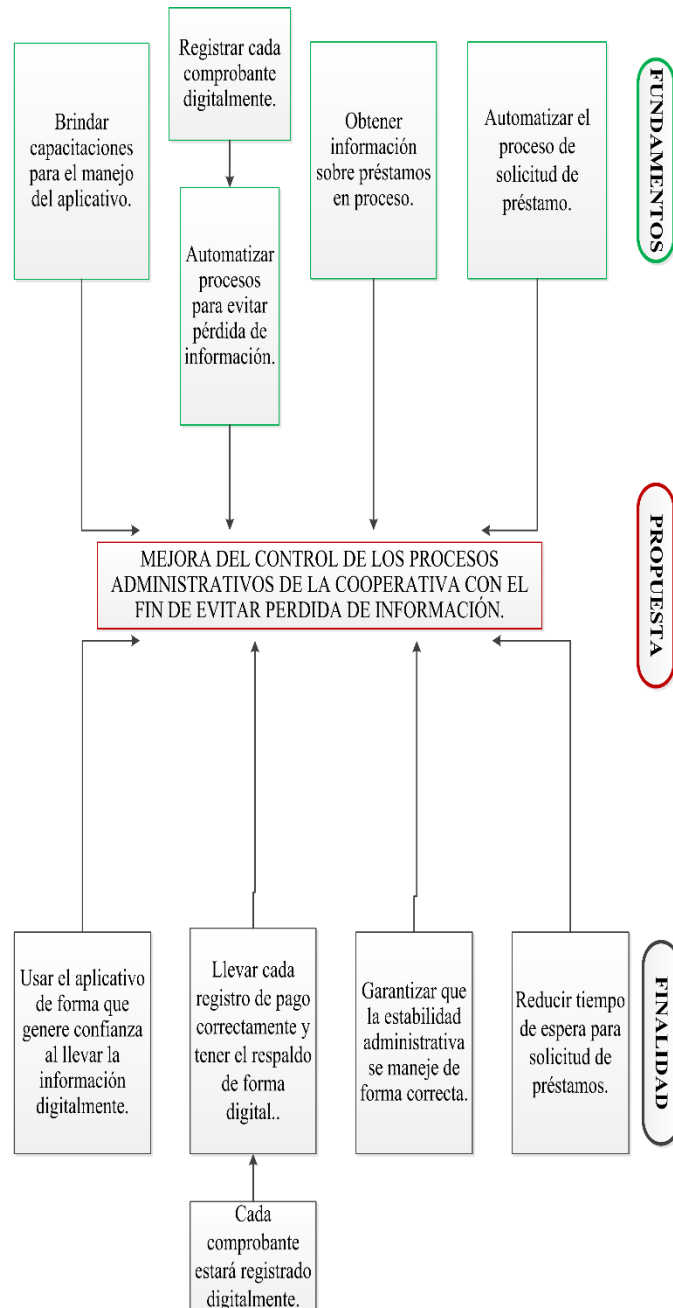 Registrar cada
comprobante
digitalmente.
Brindar
capacitaciones
para el manejo
del aplicativo.
Obtener
información
sobre préstamos
en proceso.
Automatizar el
proceso de
solicitud de
préstamo.
FUNDAMENTOS
Automatizar
procesos
para evitar
pérdida de
información.
MEJORA DEL CONTROL DE LOS PROCESOS
ADMINISTRATIVOS DE LA COOPERATIVA CON EL
FIN DE EVITAR PERDIDA DE INFORMACIÓN.
PROPUESTA
Usar el aplicativo
de forma que
genere confianza
al llevar la
información
digitalmente.
Llevar cada
registro de pago
correctamente y
tener el respaldo
de forma
digital..
Garantizar que
la estabilidad
administrativa
se maneje de
forma correcta.
Reducir tiempo
de espera para
solicitud de
préstamos.
FINALIDAD
Cada
comprobante
estará registrado
digitalmente.